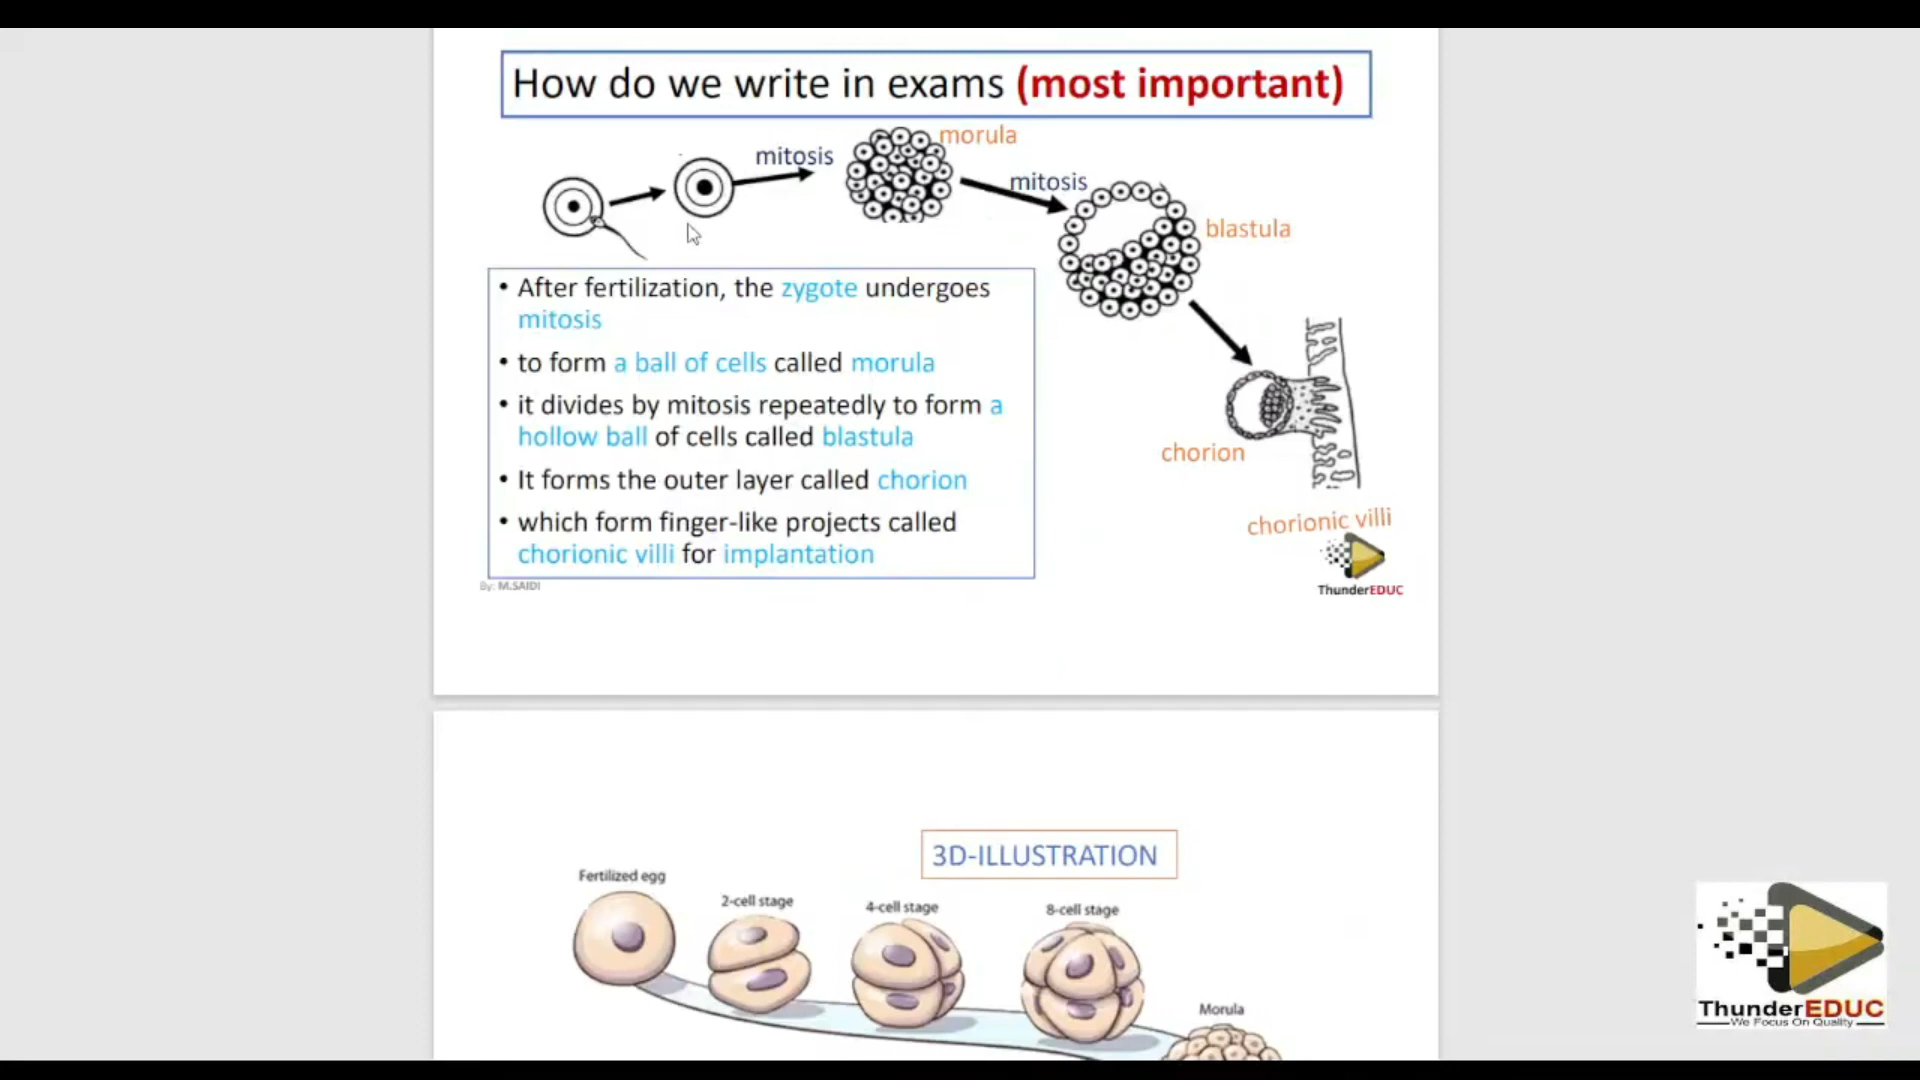 How do we write in exams (most important)
morula
mitosis
mitosis
blastula
• After fertilization, the zygote undergoes
mitosis
• to form a ball of cells called morula
• it divides by mitosis repeatedly to form a
hollow ball of cells called blastula
• It forms the outer layer called chorion
• which form finger-like projects called
chorionic villi for implantation
chorion
chorionic villi
By: M.SAIDI
ThunderEDUC
3D-ILLUSTRATION
Fertilized egg
2-cell stage
4-cell stage
8-cell stage
Morula
ThunderEDUC
We Focus On Quality